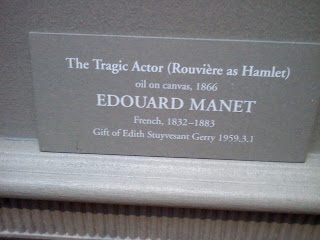 The Tragic Actor (Rouvière as Hamlet)
oil on canvas, 1866
EDOUARD MANET
French, 1832–1883
Gift of Edith Stuyvesant Gerry 1959.3.1